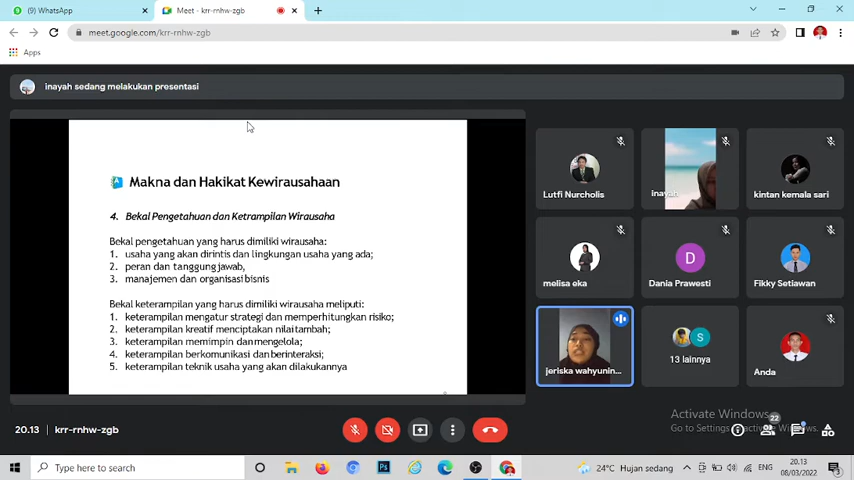 (9) WhatsApp
Meet - krr-rnhw-zgb
meet.google.com/krr-rnhw-zgb
Apps
inayah sedang melakukan presentasi
Makna dan Hakikat Kewirausahaan
4. Bekal Pengetahuan dan Ketrampilan Wirausaha
Bekal pengetahuan yang harus dimiliki wirausaha:
1. usaha yang akan dirintis dan lingkungan usaha yang ada;
2. peran dan tanggung jawab,
3. manajemen dan organisasi bisnis
Bekal keterampilan yang harus dimiliki wirausaha meliputi:
1. keterampilan mengatur strategi dan memperhitungkan risiko;
2. keterampilan kreatif menciptakan nilai tambah;
3. keterampilan memimpin dan mengelola;
4. keterampilan berkomunikasi dan berinteraksi;
5. keterampilan teknik usaha yang akan dilakukannya
Lutfi Nurcholis
inayah
kintan kemala sari
melisa eka
D
Dania Prawesti
Fikky Setiawan
jeriska wahyunin...
S
13 lainnya
Anda
Activate Windows
Go to Settings to activate Windows.
20.13 krr-rnhw-zgb
22
Type here to search
Ps
24°C Hujan sedang
ENG
20.13
08/03/2022
3